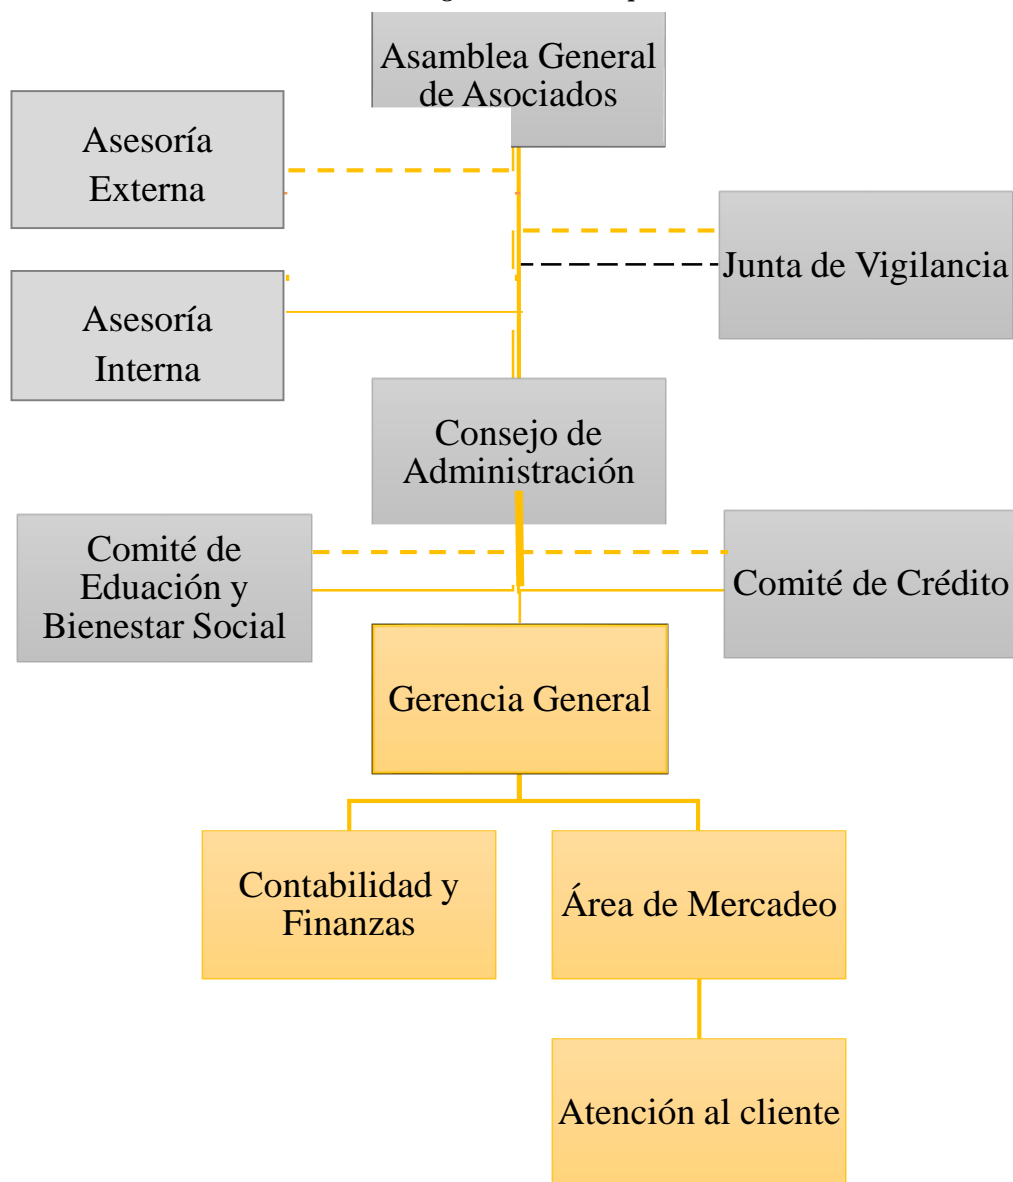 Asamblea General
de Asociados
Asesoría
Externa
Junta de Vigilancia
Asesoría
Interna
Consejo de
Administración
Comité de
Eduación y
Bienestar Social
Comité de Crédito
Gerencia General
Contabilidad y
Finanzas
Área de Mercadeo
Atención al cliente